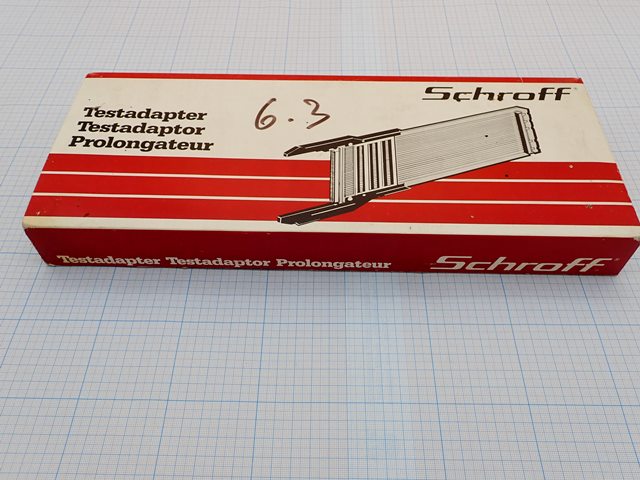 Schroff
Testadapter
Testadaptor
Prolongateur
6.3
Testadapter Testadaptor Prolongateur
Schroff